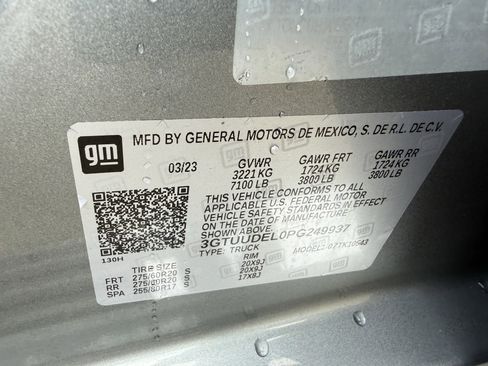 gm
MFD BY GENERAL MOTORS DE MEXICO, S. DE R.L. DE C.V.
03/23 GVWR GAWR FRT GAWR RR
3221 KG 1724 KG 1724 KG
7100 LB 3800 LB 3800 LB
THIS VEHICLE CONFORMS TO ALL
APPLICABLE U.S. FEDERAL MOTOR
VEHICLE SAFETY STANDARDS IN EFFECT
ON THE DATE OF MANUFACTURE
SHOWN ABOVE.
3GTUUDEL0PG249937
TYPE: TRUCK MODEL: 07TK10543
130H
TIRE SIZE RIM
FRT 275/60R20 S 20X9J
RR 275/60R20 S 20X9J
SPA 255/80R17 S 17X8J